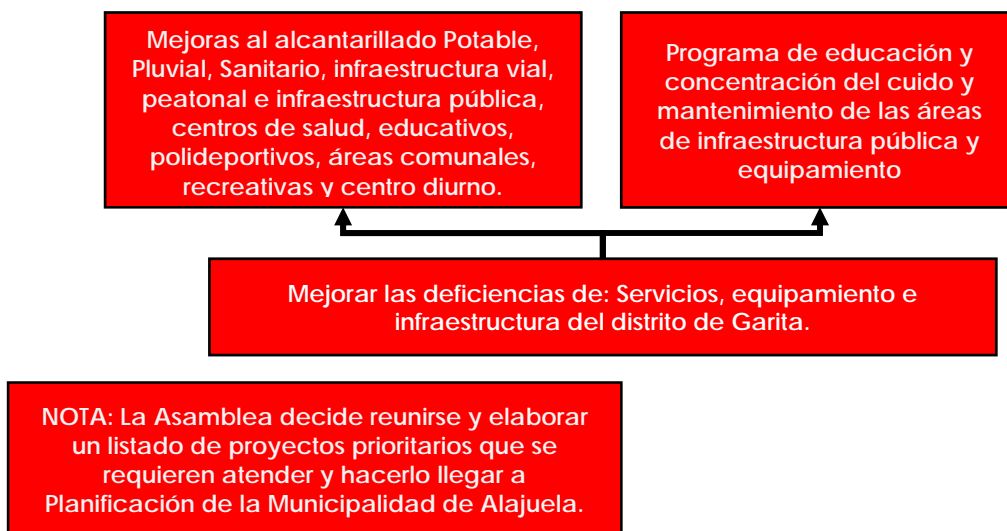 Mejoras al alcantarillado Potable,
Pluvial, Sanitario, infraestructura vial,
peatonal e infraestructura pública,
centros de salud, educativos,
polideportivos, áreas comunales,
recreativas y centro diurno.
Programa de educación y
concentración del cuido y
mantenimiento de las áreas
de infraestructura pública y
equipamiento
Mejorar las deficiencias de: Servicios, equipamiento e
infraestructura del distrito de Garita.
NOTA: La Asamblea decide reunirse y elaborar
un listado de proyectos prioritarios que se
requieren atender y hacerlo llegar a
Planificación de la Municipalidad de Alajuela.